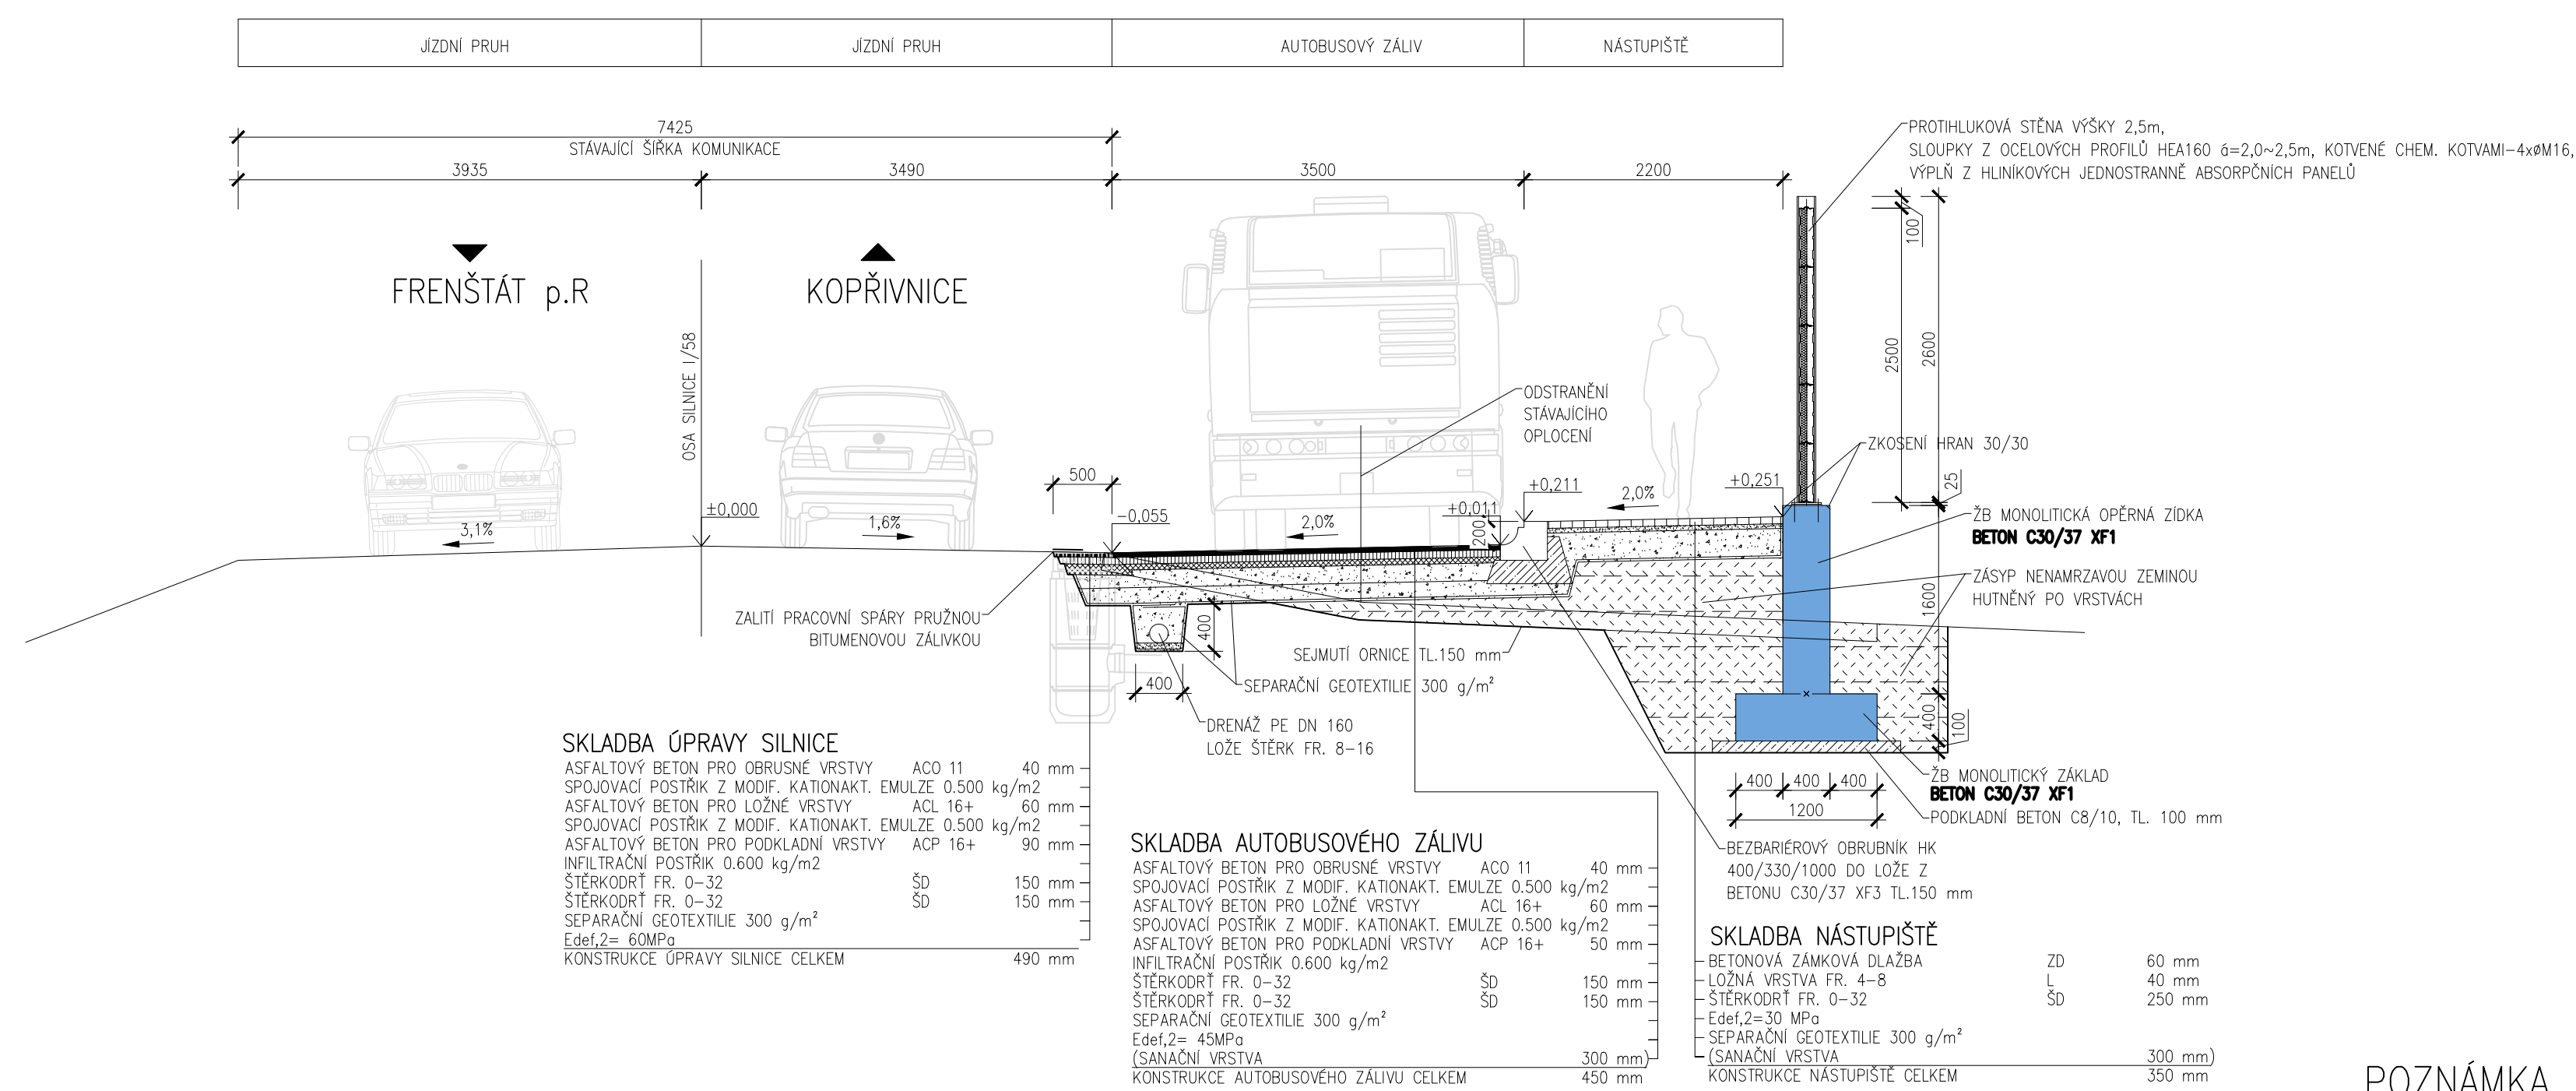 JÍZDNÍ PRUH
JÍZDNÍ PRUH
AUTOBUSOVÝ ZÁLIV
NÁSTUPIŠTĚ
7425
STÁVAJÍCÍ ŠÍŘKA KOMUNIKACE
3935
3490
3500
2200
PROTIHLUKOVÁ STĚNA VÝŠKY 2,5m,
SLOUPKY Z OCELOVÝCH PROFILŮ HEA160 á=2,0~2,5m, KOTVENÉ CHEM. KOTVAMI-4xøM16,
VÝPLŇ Z HLINÍKOVÝCH JEDNOSTRANNĚ ABSORPČNÍCH PANELŮ
100
2500
2600
25
1600
400
100
FRENŠTÁT p.R
KOPŘIVNICE
OSA SILNICE I/58
ODSTRANĚNÍ
STÁVAJÍCÍHO
OPLOCENÍ
ZKOSENÍ HRAN 30/30
500
±0,000
-0,055
+0,011
200
+0,211
+0,251
3,1%
1,6%
2,0%
2,0%
ŽB MONOLITICKÁ OPĚRNÁ ZÍDKA
BETON C30/37 XF1
ZÁSYP NENAMRZAVOU ZEMINOU
HUTNĚNÝ PO VRSTVÁCH
ZALITÍ PRACOVNÍ SPÁRY PRUŽNOU
BITUMENOVOU ZÁLIVKOU
400
400
SEJMUTÍ ORNICE TL.150 mm
SEPARAČNÍ GEOTEXTILIE 300 g/m²
DRENÁŽ PE DN 160
LOŽE ŠTĚRK FR. 8-16
400
400
400
1200
ŽB MONOLITICKÝ ZÁKLAD
BETON C30/37 XF1
PODKLADNÍ BETON C8/10, TL. 100 mm
BEZBARIÉROVÝ OBRUBNÍK HK
400/330/1000 DO LOŽE Z
BETONU C30/37 XF3 TL.150 mm
SKLADBA ÚPRAVY SILNICE
ASFALTOVÝ BETON PRO OBRUSNÉ VRSTVY ACO 11 40 mm
SPOJOVACÍ POSTŘIK Z MODIF. KATIONAKT. EMULZE 0.500 kg/m2
ASFALTOVÝ BETON PRO LOŽNÉ VRSTVY ACL 16+ 60 mm
SPOJOVACÍ POSTŘIK Z MODIF. KATIONAKT. EMULZE 0.500 kg/m2
ASFALTOVÝ BETON PRO PODKLADNÍ VRSTVY ACP 16+ 90 mm
INFILTRAČNÍ POSTŘIK 0.600 kg/m2
ŠTĚRKODRŤ FR. 0-32 ŠD 150 mm
ŠTĚRKODRŤ FR. 0-32 ŠD 150 mm
SEPARAČNÍ GEOTEXTILIE 300 g/m²
Edef,2= 60MPa
KONSTRUKCE ÚPRAVY SILNICE CELKEM 490 mm
SKLADBA AUTOBUSOVÉHO ZÁLIVU
ASFALTOVÝ BETON PRO OBRUSNÉ VRSTVY ACO 11 40 mm
SPOJOVACÍ POSTŘIK Z MODIF. KATIONAKT. EMULZE 0.500 kg/m2
ASFALTOVÝ BETON PRO LOŽNÉ VRSTVY ACL 16+ 60 mm
SPOJOVACÍ POSTŘIK Z MODIF. KATIONAKT. EMULZE 0.500 kg/m2
ASFALTOVÝ BETON PRO PODKLADNÍ VRSTVY ACP 16+ 50 mm
INFILTRAČNÍ POSTŘIK 0.600 kg/m2
ŠTĚRKODRŤ FR. 0-32 ŠD 150 mm
ŠTĚRKODRŤ FR. 0-32 ŠD 150 mm
SEPARAČNÍ GEOTEXTILIE 300 g/m²
Edef,2= 45MPa
(SANAČNÍ VRSTVA 300 mm)
KONSTRUKCE AUTOBUSOVÉHO ZÁLIVU CELKEM 450 mm
SKLADBA NÁSTUPIŠTĚ
BETONOVÁ ZÁMKOVÁ DLAŽBA ZD 60 mm
LOŽNÁ VRSTVA FR. 4-8 L 40 mm
ŠTĚRKODRŤ FR. 0-32 ŠD 250 mm
Edef,2=30 MPa
SEPARAČNÍ GEOTEXTILIE 300 g/m²
(SANAČNÍ VRSTVA 300 mm)
KONSTRUKCE NÁSTUPIŠTĚ CELKEM 350 mm
POZNÁMKA